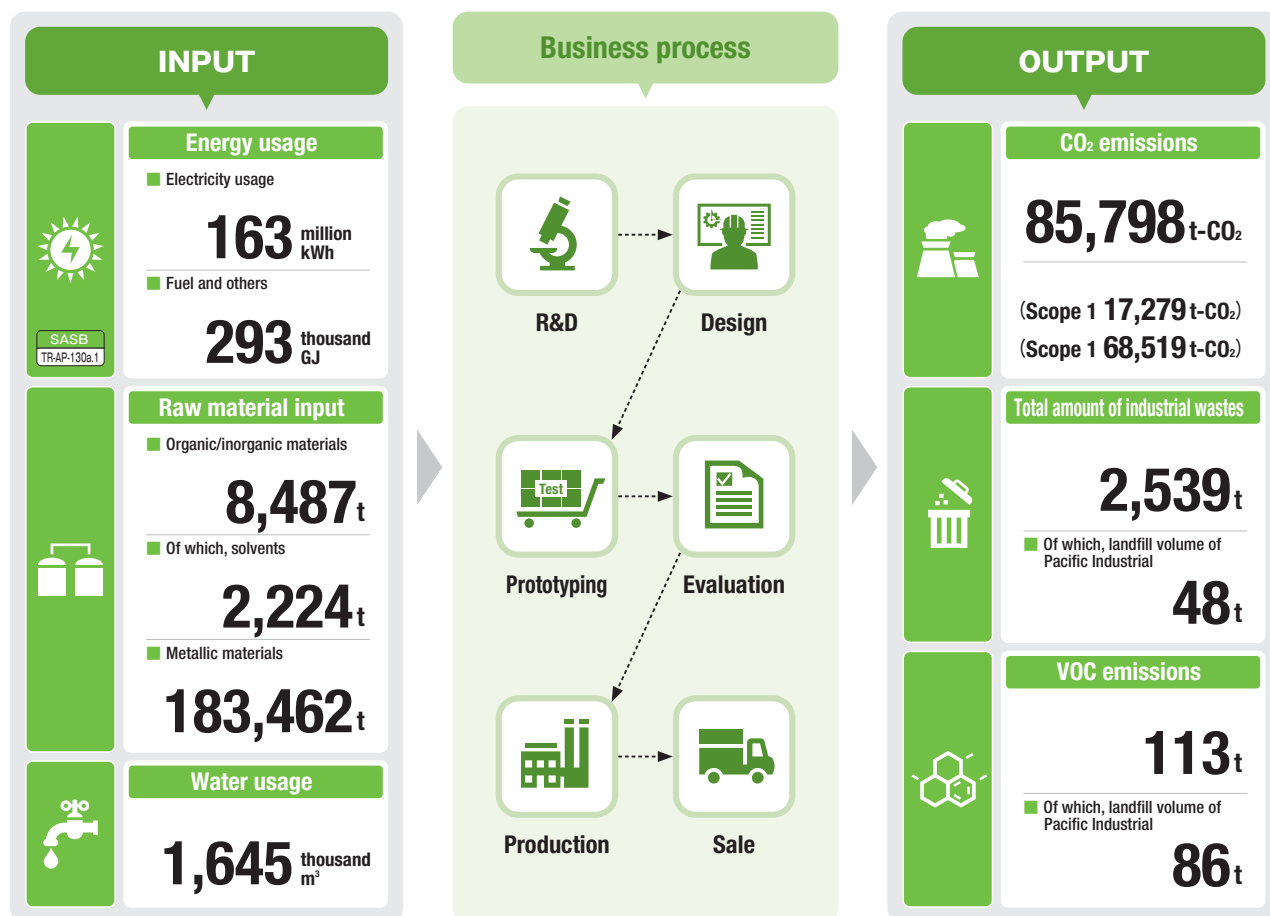 INPUT
Energy usage
Electricity usage
163 million
kWh
Fuel and others
293 thousand
GJ
SASB
TR-AP-130a.1
Raw material input
Organic/inorganic materials
8,487 t
Of which, solvents
2,224 t
Metallic materials
183,462 t
Water usage
1,645 thousand
m³
Business process
R&D
Design
Test
Prototyping
Evaluation
Production
Sale
OUTPUT
CO₂ emissions
85,798 t-CO₂
(Scope 1 17,279 t-CO₂)
(Scope 1 68,519 t-CO₂)
Total amount of industrial wastes
2,539 t
Of which, landfill volume of
Pacific Industrial
48 t
VOC emissions
113 t
Of which, landfill volume of
Pacific Industrial
86 t